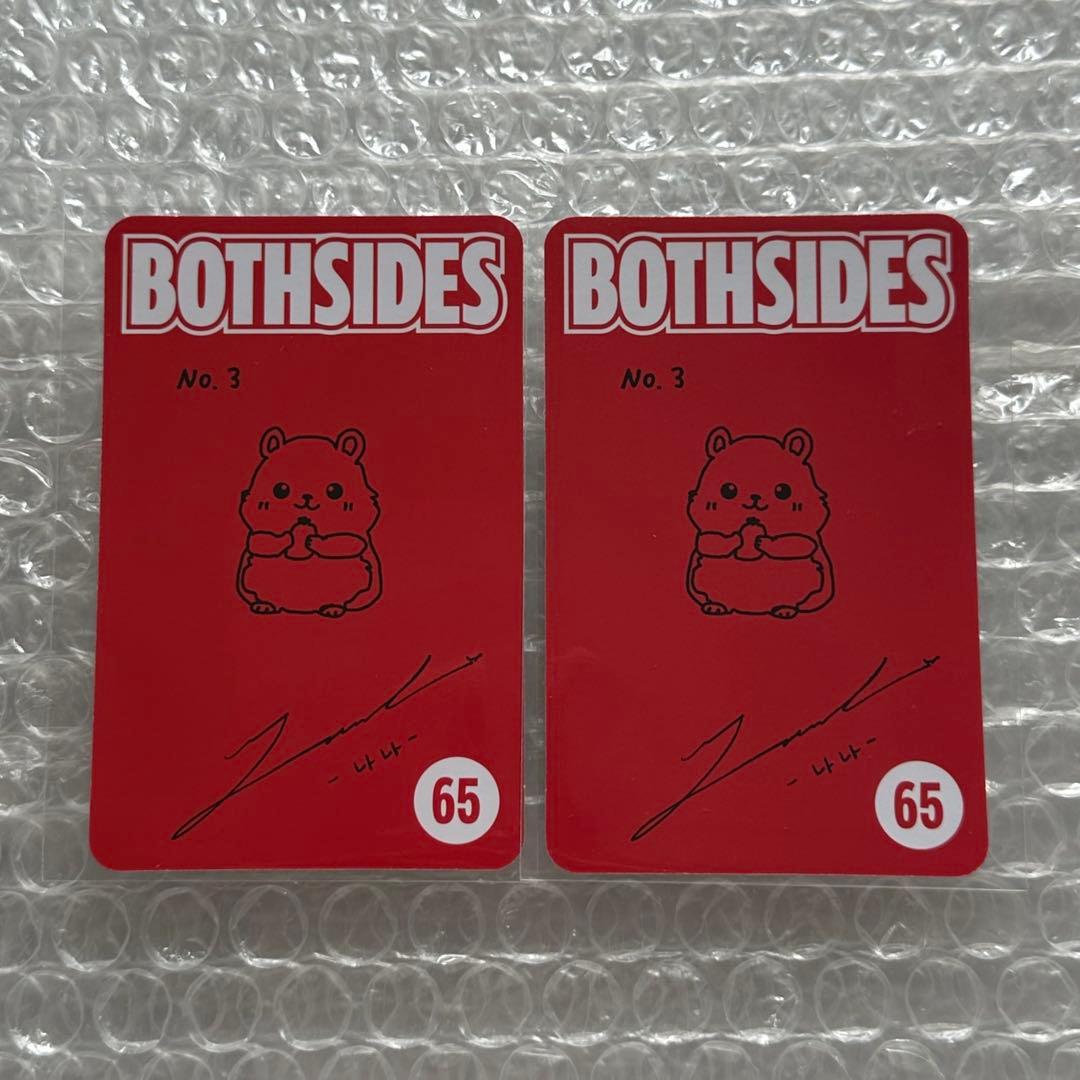 BOTHSIDES
No. 3
- 나나 -
65
BOTHSIDES
No. 3
- 나나 -
65